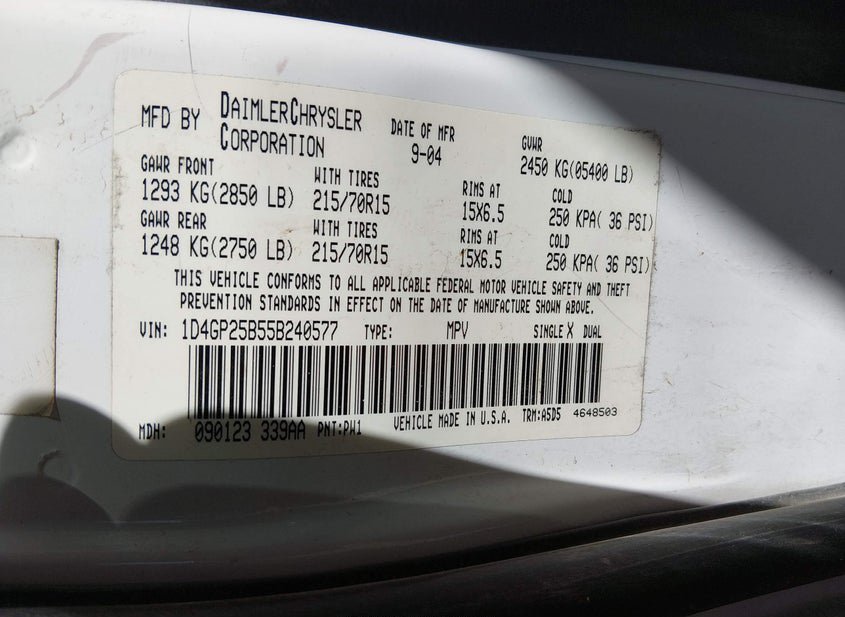 MFD BY DAIMLERCHRYSLER CORPORATION DATE OF MFR 9-04 GVWR 2450 KG(05400 LB)
GAWR FRONT WITH TIRES RIMS AT COLD
1293 KG(2850 LB) 215/70R15 15X6.5 250 KPA( 36 PSI)
GAWR REAR WITH TIRES RIMS AT COLD
1248 KG(2750 LB) 215/70R15 15X6.5 250 KPA( 36 PSI)
THIS VEHICLE CONFORMS TO ALL APPLICABLE FEDERAL MOTOR VEHICLE SAFETY AND THEFT
PREVENTION STANDARDS IN EFFECT ON THE DATE OF MANUFACTURE SHOWN ABOVE.
VIN: 1D4GP25B55B240577 TYPE: MPV SINGLE X DUAL
MDH: 090123 339AA PNT:PW1 VEHICLE MADE IN U.S.A. TRM:A5D5 4648503